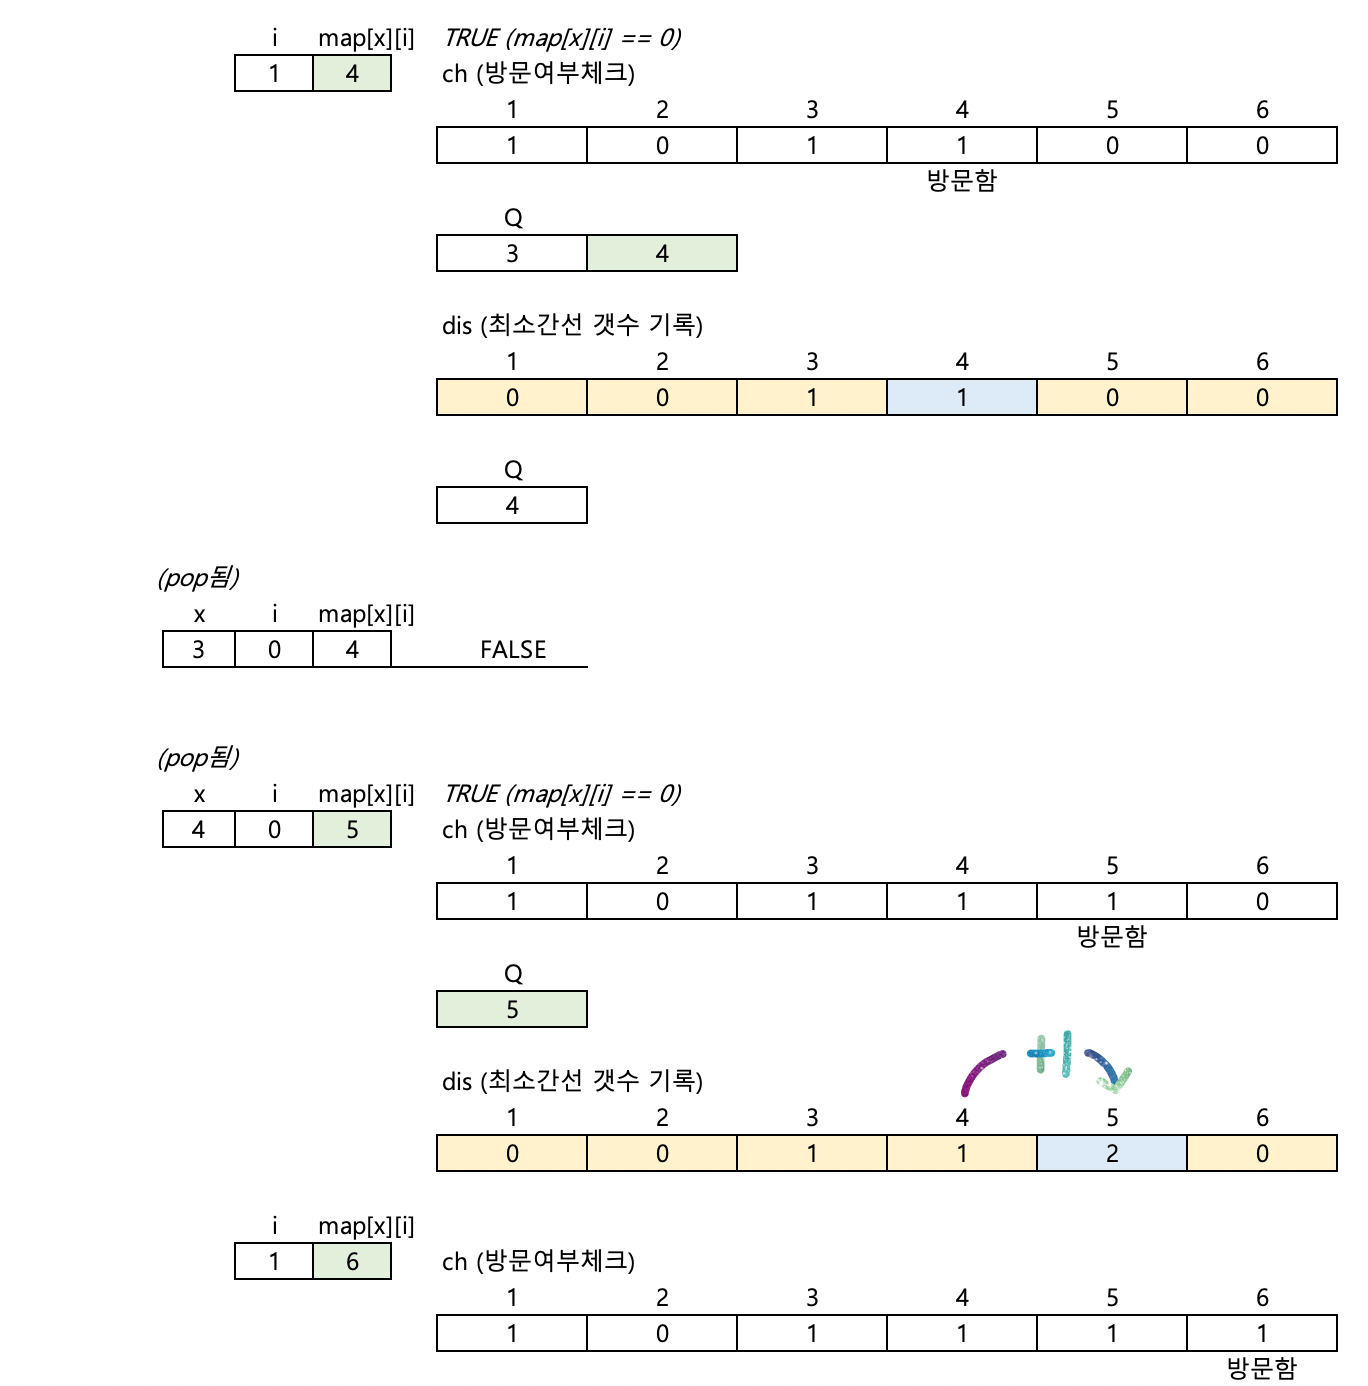 i map[x][i] TRUE (map[x][i] == 0)
1 4 ch (방문여부체크)
1 2 3 4 5 6
1 0 1 1 0 0
방문함
Q
3 4
dis (최소간선 갯수 기록)
1 2 3 4 5 6
0 0 1 1 0 0
Q
4
(pop됨)
x i map[x][i]
3 0 4 FALSE
(pop됨)
x i map[x][i] TRUE (map[x][i] == 0)
4 0 5 ch (방문여부체크)
1 2 3 4 5 6
1 0 1 1 1 0
방문함
Q
5
+1
dis (최소간선 갯수 기록)
1 2 3 4 5 6
0 0 1 1 2 0
i map[x][i]
1 6 ch (방문여부체크)
1 2 3 4 5 6
1 0 1 1 1 1
방문함